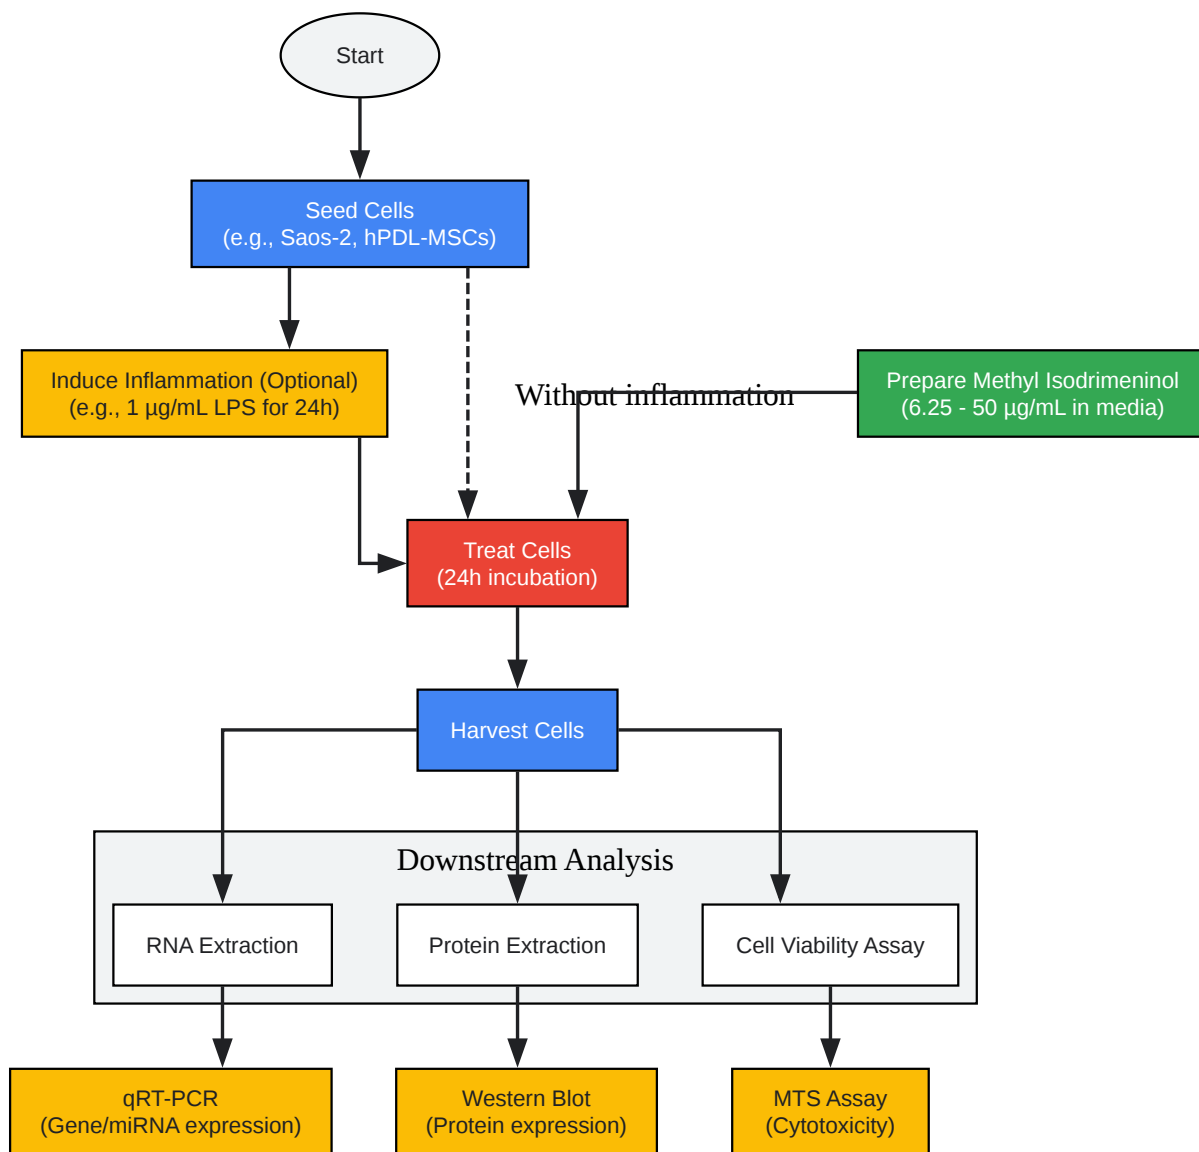 Start
Seed Cells
(e.g., Saos-2, hPDL-MSCs)
Induce Inflammation (Optional)
(e.g., 1 µg/mL LPS for 24h)
Without inflammation
Prepare Methyl Isodrimeninol
(6.25 - 50 µg/mL in media)
Treat Cells
(24h incubation)
Harvest Cells
Downstream Analysis
RNA Extraction
Protein Extraction
Cell Viability Assay
qRT-PCR
(Gene/miRNA expression)
Western Blot
(Protein expression)
MTS Assay
(Cytotoxicity)